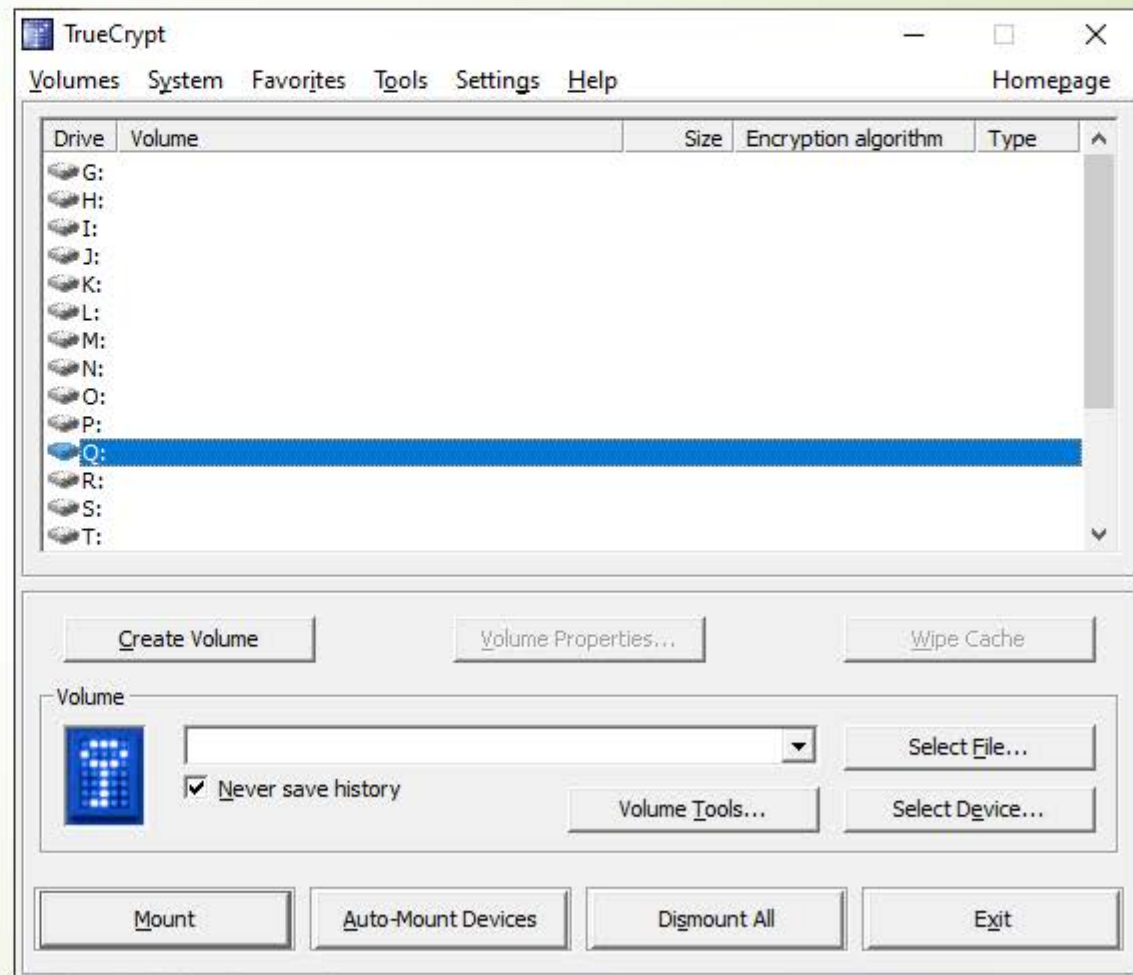 TrueCrypt
Volumes System Favorites Tools Settings Help Homepage
Drive Volume Size Encryption algorithm Type
G:
H:
I:
J:
K:
L:
M:
N:
O:
P:
Q:
R:
S:
T:
Create Volume Volume Properties... Wipe Cache
Volume
Select File...
Never save history
Volume Tools... Select Device...
Mount Auto-Mount Devices Dismount All Exit